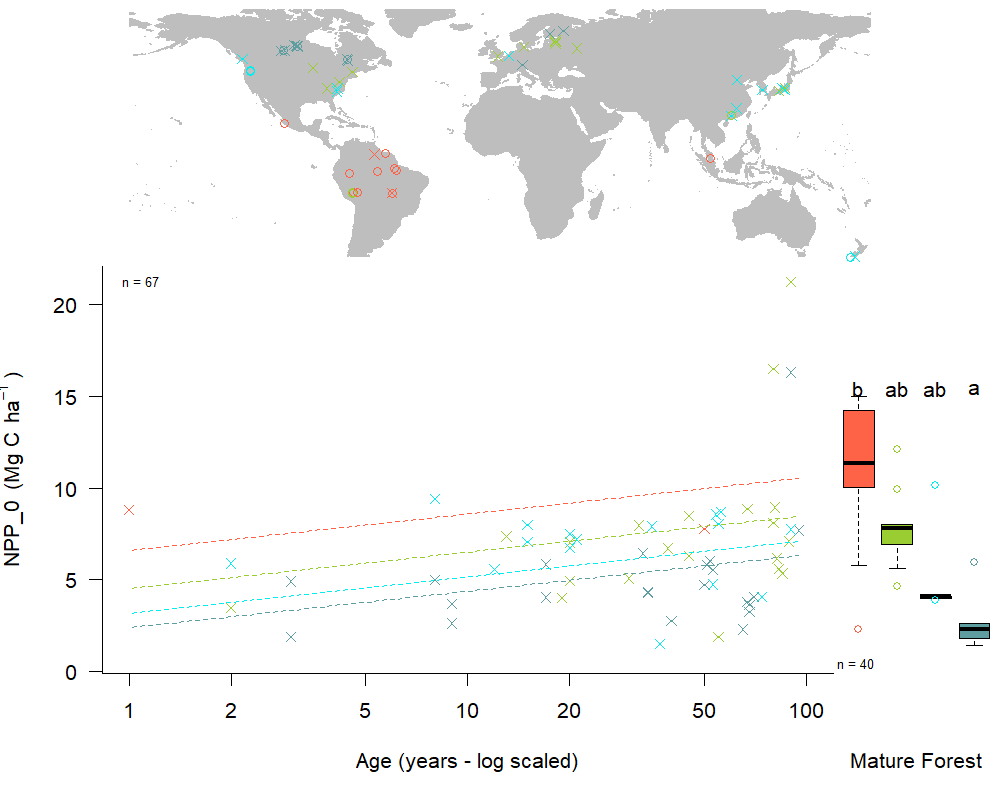 n = 67
20
15
10
5
0
NPP_0 (Mg C ha⁻¹ )
b ab ab a
n = 40
1 2 5 10 20 50 100
Age (years - log scaled)
Mature Forest